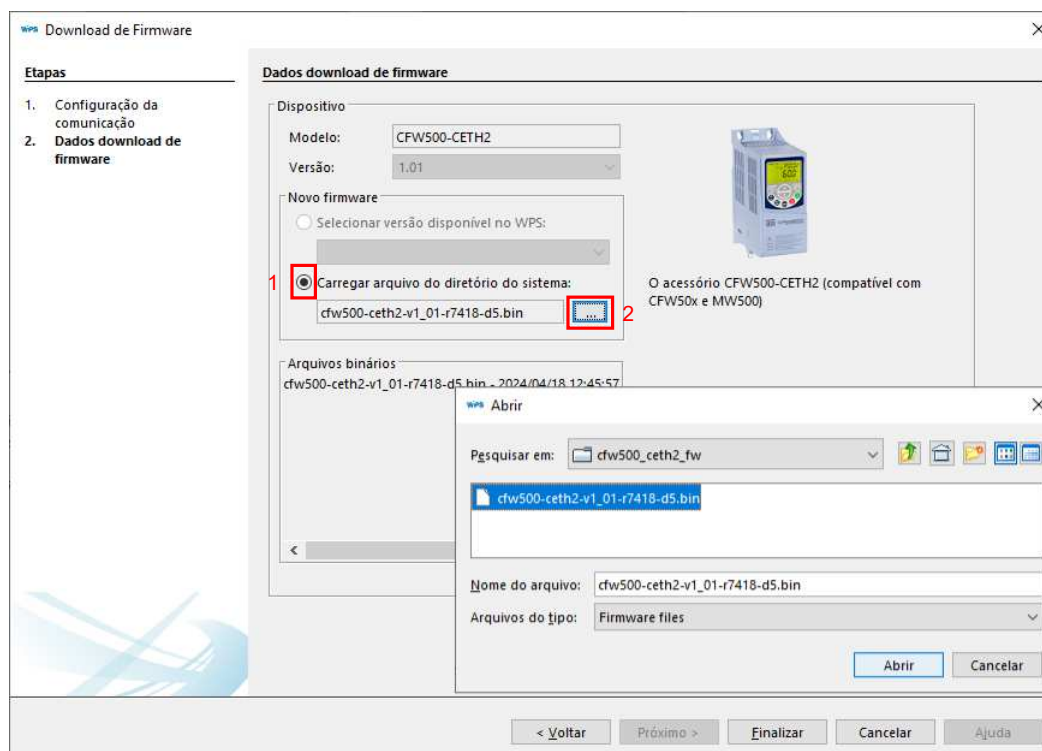 WPS Download de Firmware
Etapas
1. Configuração da
comunicação
2. Dados download de
firmware
Dados download de firmware
Dispositivo
Modelo: CFW500-CETH2
Versão: 1.01
Novo firmware
Selecionar versão disponível no WPS:
1 Carregar arquivo do diretório do sistema:
cfw500-ceth2-v1_01-r7418-d5.bin ... 2
O acessório CFW500-CETH2 (compatível com
CFW50x e MW500)
Arquivos binários
cfw500-ceth2-v1_01-r7418-d5.bin - 2024/04/18 12:45:57
WPS Abrir
Pesquisar em: cfw500_ceth2_fw
cfw500-ceth2-v1_01-r7418-d5.bin
Nome do arquivo: cfw500-ceth2-v1_01-r7418-d5.bin
Arquivos do tipo: Firmware files
Abrir Cancelar
< Voltar Próximo > Finalizar Cancelar Ajuda